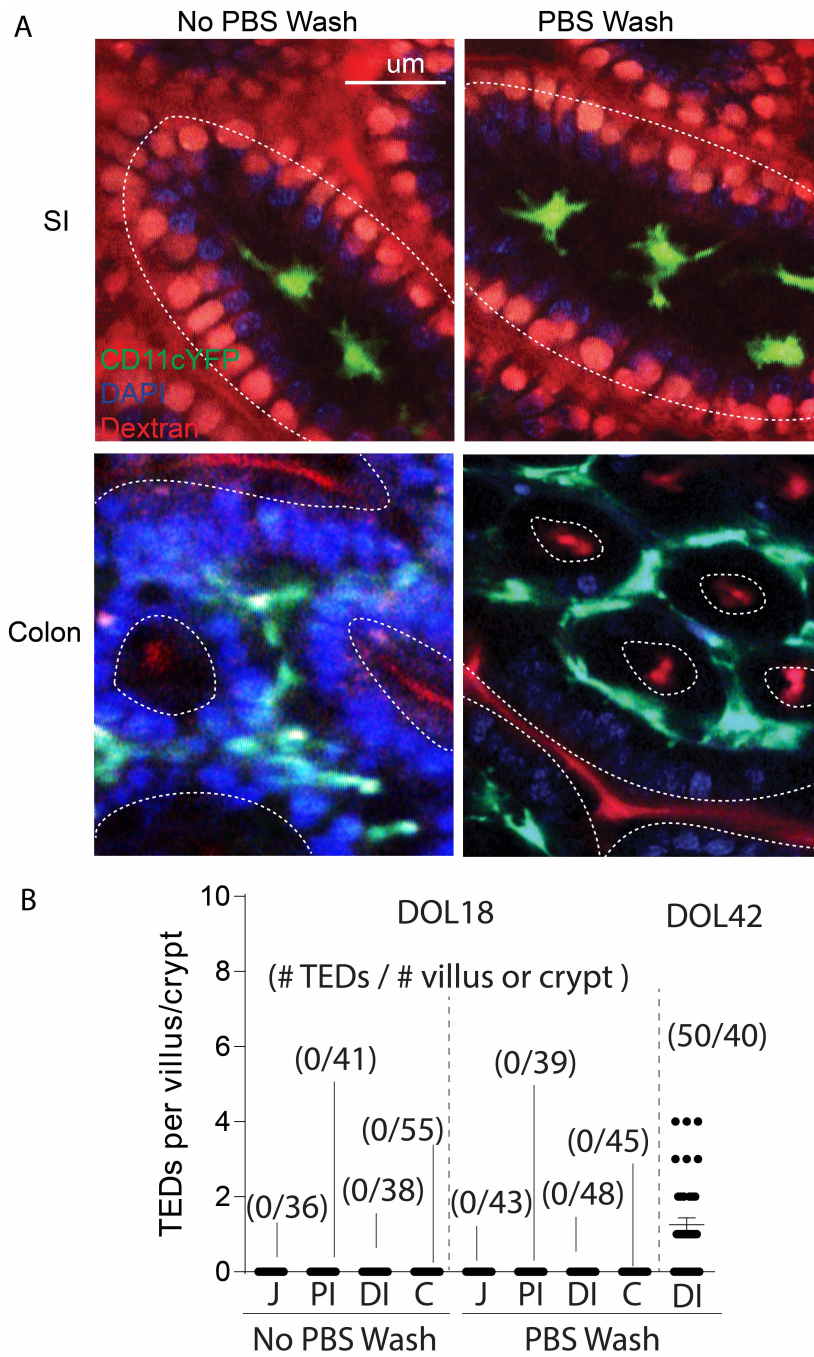 A
No PBS Wash
PBS Wash
um
SI
CD11cYFP
DAPI
Dextran
Colon
B
TEDs per villus/crypt
10
8
6
4
2
0
DOL18
DOL42
(# TEDs / # villus or crypt )
(0/36)
(0/41)
(0/38)
(0/55)
(0/43)
(0/39)
(0/48)
(0/45)
(50/40)
J PI DI C J PI DI C DI
No PBS Wash
PBS Wash